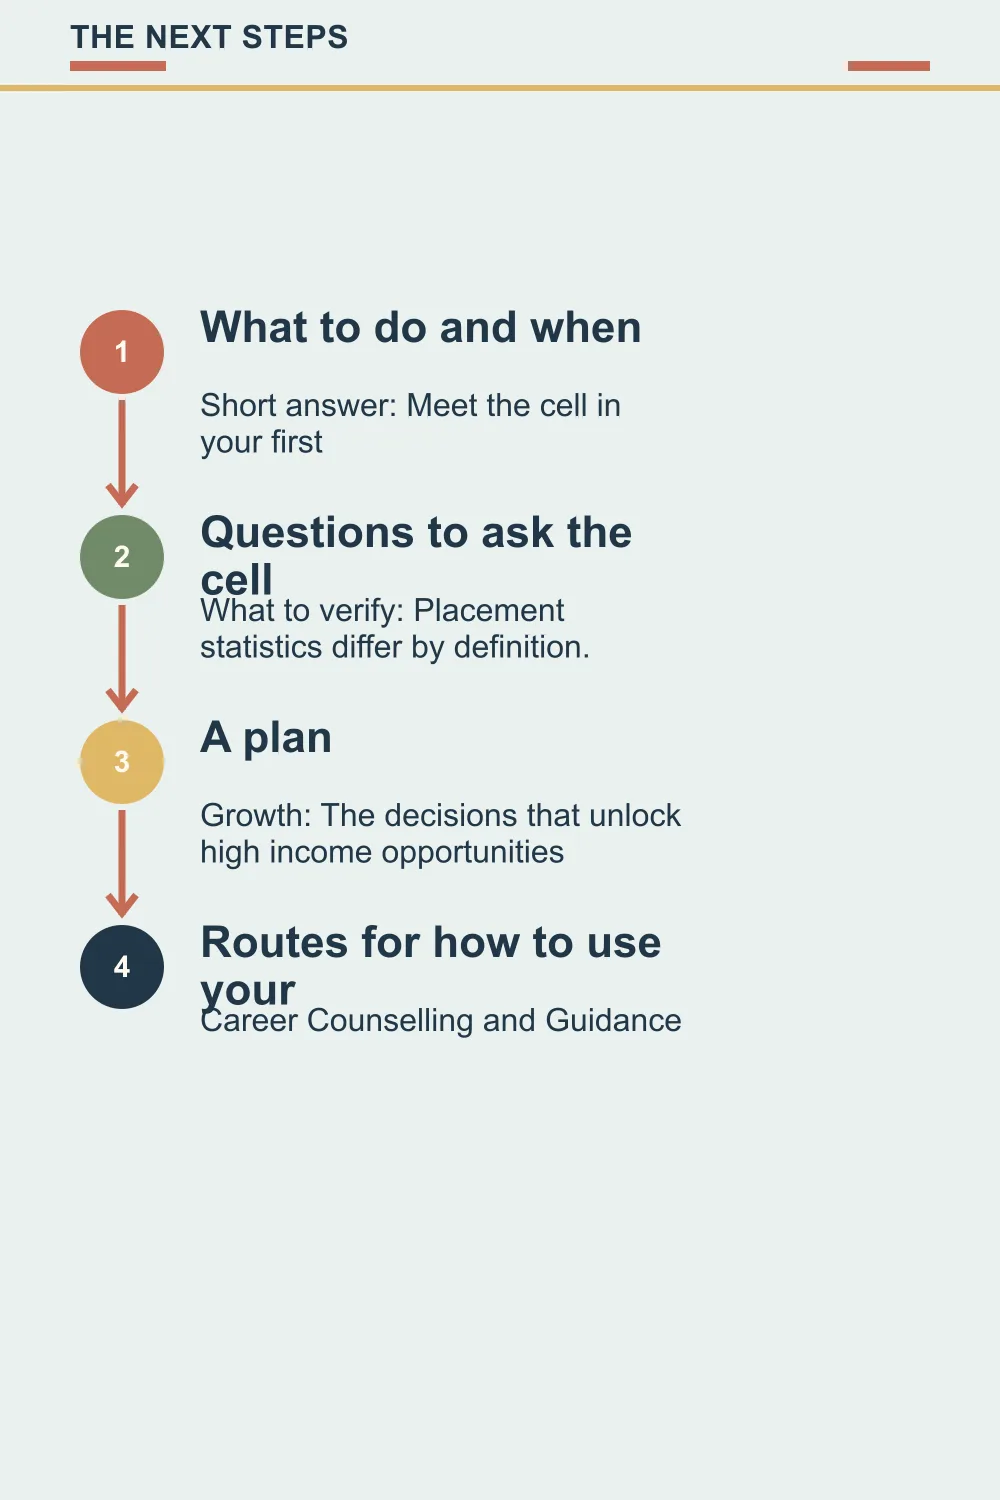 THE NEXT STEPS
1
What to do and when
Short answer: Meet the cell in
your first
2
Questions to ask the
cell
What to verify: Placement
statistics differ by definition.
3
A plan
Growth: The decisions that unlock
high income opportunities
4
Routes for how to use
your
Career Counselling and Guidance